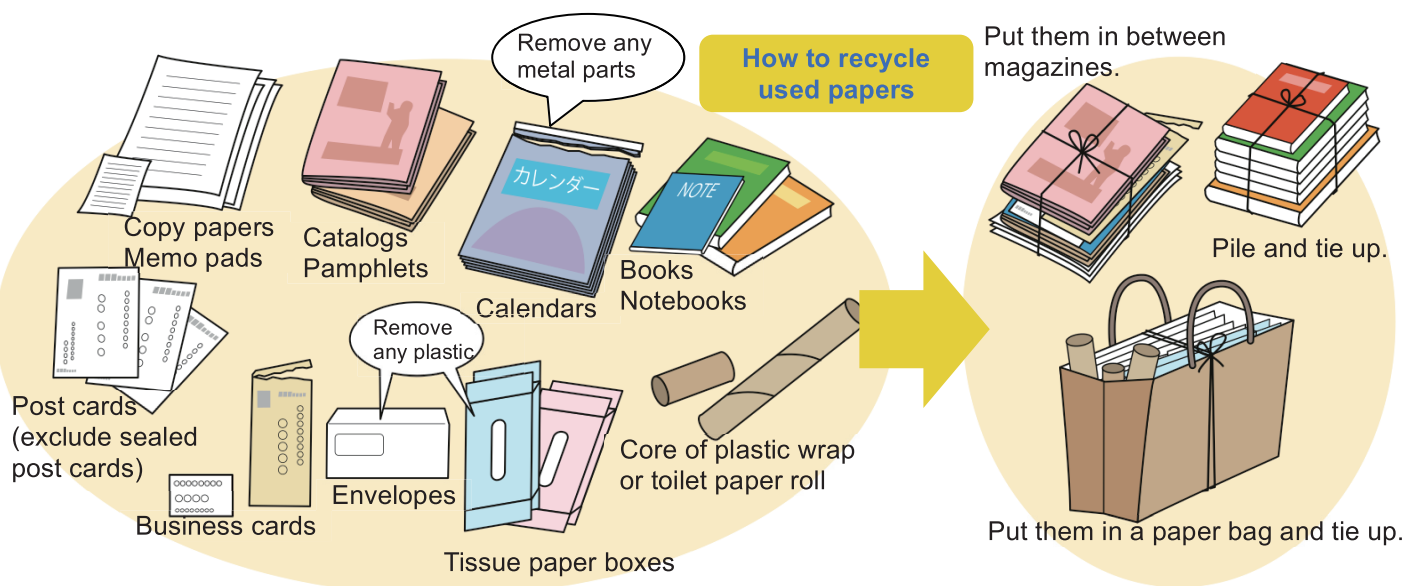 Remove any
metal parts
How to recycle
used papers
Put them in between
magazines.
カレンダー
NOTE
Copy papers
Memo pads
Catalogs
Pamphlets
Calendars
Books
Notebooks
Pile and tie up.
Remove
any plastic
Post cards
(exclude sealed
post cards)
Business cards
Envelopes
Tissue paper boxes
Core of plastic wrap
or toilet paper roll
Put them in a paper bag and tie up.